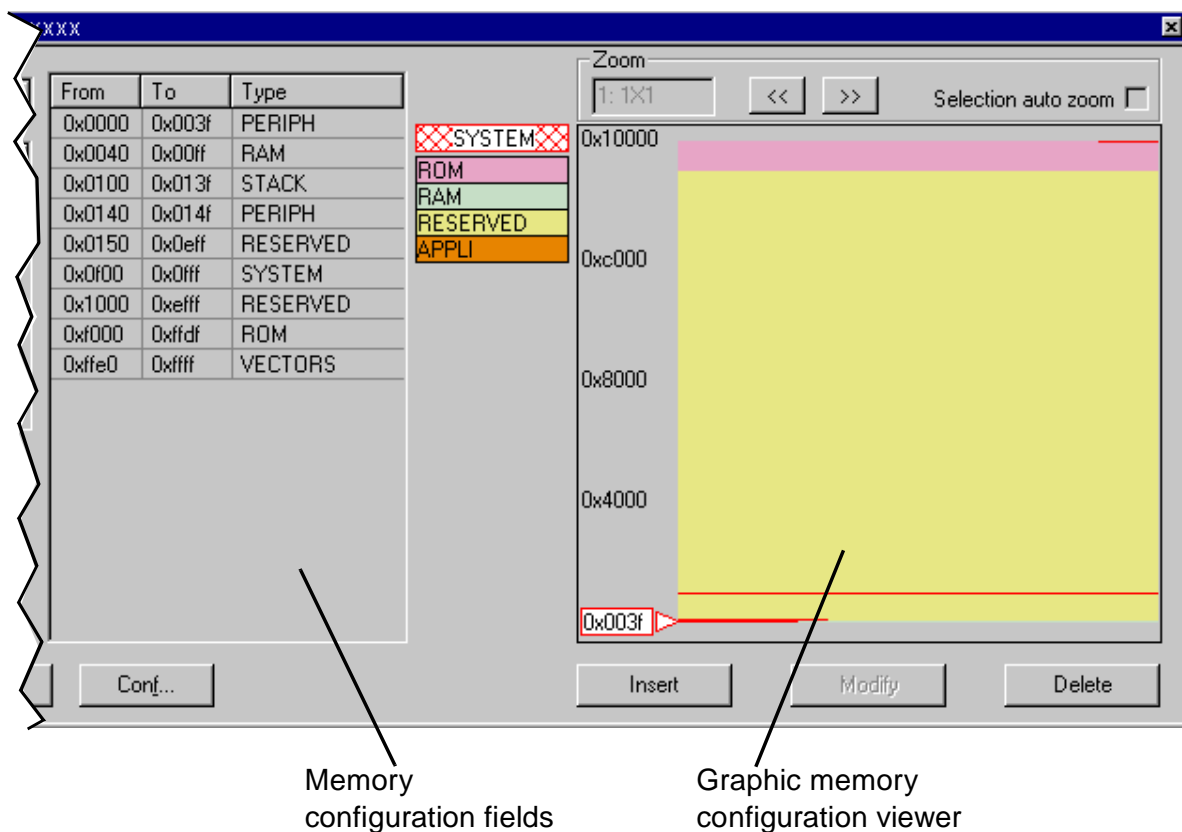 XXX
Zoom
1: 1X1 << >> Selection auto zoom
From To Type
0x0000 0x003f PERIPH
0x0040 0x00ff RAM
0x0100 0x013f STACK
0x0140 0x014f PERIPH
0x0150 0x0eff RESERVED
0x0f00 0x0fff SYSTEM
0x1000 0xefff RESERVED
0xf000 0xffdf ROM
0xffe0 0xffff VECTORS
SYSTEM
ROM
RAM
RESERVED
APPLI
0x10000
0xc000
0x8000
0x4000
0x003f
Conf... Insert Modify Delete
Memory
configuration fields
Graphic memory
configuration viewer